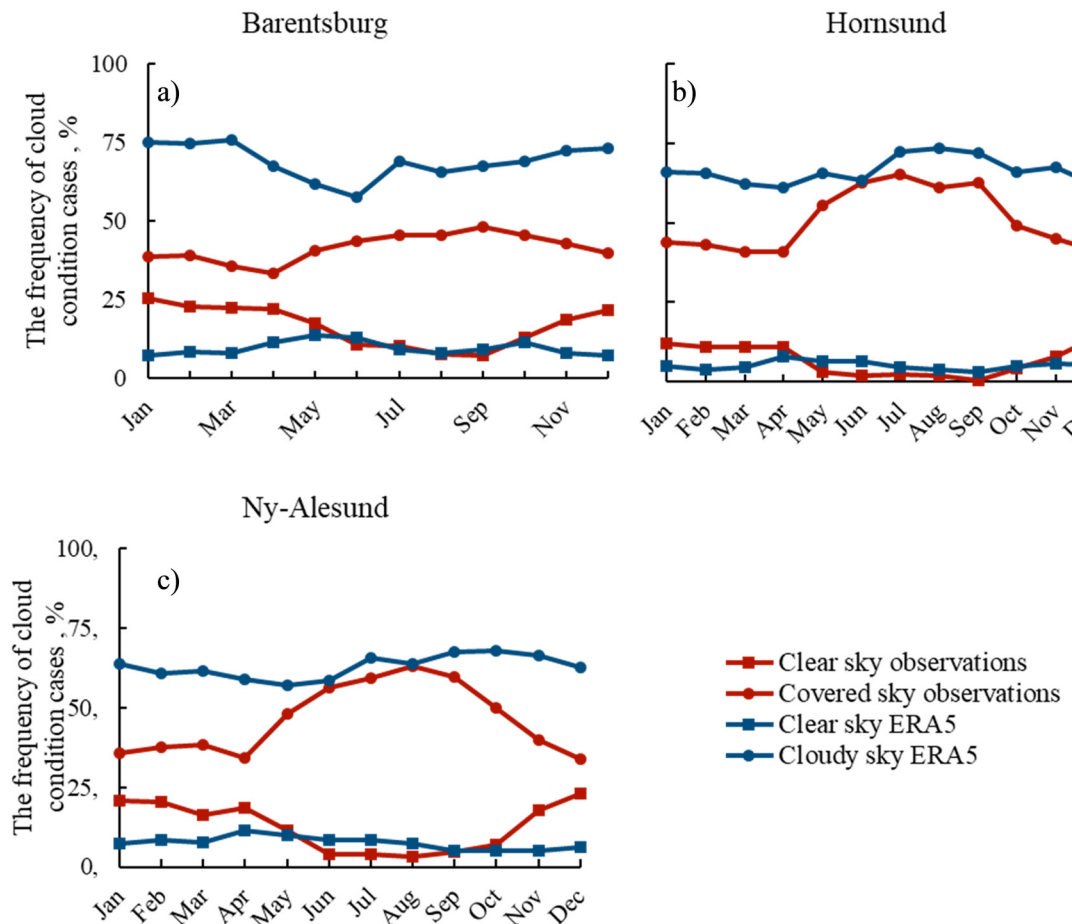 Barentsburg
Hornsund
The frequency of cloud
condition cases , %
100
75
50
25
0
a)
b)
Jan
Mar
May
Jul
Sep
Nov
Jan
Feb
Mar
Apr
May
Jun
Jul
Aug
Sep
Oct
Nov
Ny-Alesund
The frequency of cloud
condition cases , %
100,
75,
50,
25,
0,
c)
Jan
Feb
Mar
Apr
May
Jun
Jul
Aug
Sep
Oct
Nov
Dec
Clear sky observations
Covered sky observations
Clear sky ERA5
Cloudy sky ERA5